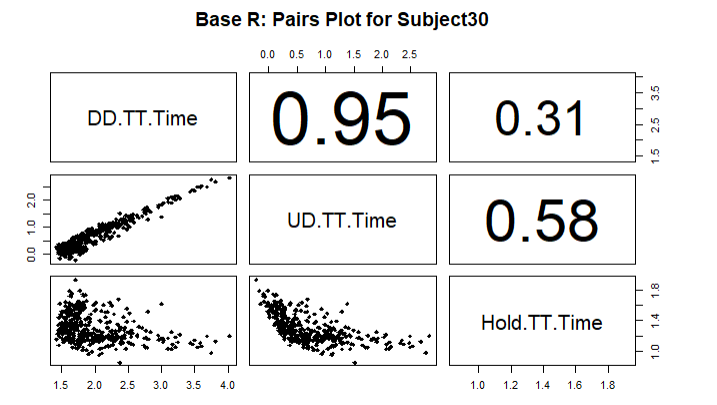 Base R: Pairs Plot for Subject30
0.0 0.5 1.0 1.5 2.0 2.5
DD.TT.Time
0.95
0.31
1.5 2.5 3.5
0.0 1.0 2.0
UD.TT.Time
0.58
Hold.TT.Time
1.0 1.4 1.8
1.5 2.0 2.5 3.0 3.5 4.0
1.0 1.2 1.4 1.6 1.8